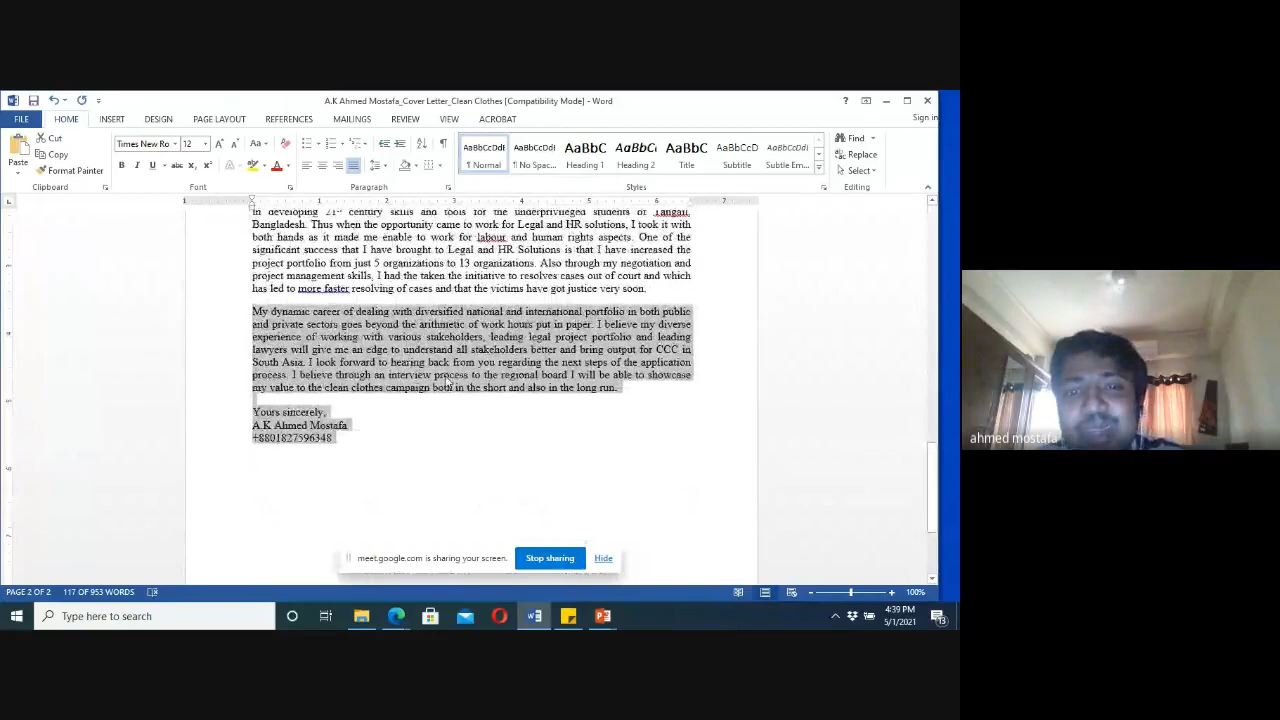 A.K Ahmed Mostafa_Cover Letter_Clean Clothes [Compatibility Mode] - Word
Sign in
FILE HOME INSERT DESIGN PAGE LAYOUT REFERENCES MAILINGS REVIEW VIEW ACROBAT
Paste
Cut
Copy
Format Painter
Times New Ro 12
AaBbCcDdI AaBbCcDdI AaBbC AaBbCc AaBbC AaBbCcD AaBbCcDd
¶ Normal ¶ No Spac... Heading 1 Heading 2 Title Subtitle Subtle Em...
Find
Replace
Select
Clipboard Font Paragraph Styles Editing
in developing 21st century skills and tools for the underprivileged students of Tangail,
Bangladesh. Thus when the opportunity came to work for Legal and HR solutions, I took it with
both hands as it made me enable to work for labour and human rights aspects. One of the
significant success that I have brought to Legal and HR Solutions is that I have increased the
project portfolio from just 5 organizations to 13 organizations. Also through my negotiation and
project management skills, I had the taken the initiative to resolves cases out of court and which
has led to more faster resolving of cases and that the victims have got justice very soon.
My dynamic career of dealing with diversified national and international portfolio in both public
and private sectors goes beyond the arithmetic of work hours put in paper. I believe my diverse
experience of working with various stakeholders, leading legal project portfolio and leading
lawyers will give me an edge to understand all stakeholders better and bring output for CCC in
South Asia. I look forward to hearing back from you regarding the next steps of the application
process. I believe through an interview process to the regional board I will be able to showcase
my value to the clean clothes campaign both in the short and also in the long run.
Yours sincerely,
A.K Ahmed Mostafa
+8801827596348
ahmed mostafa
meet.google.com is sharing your screen. Stop sharing Hide
PAGE 2 OF 2 117 OF 953 WORDS 100%
Type here to search
4:39 PM
5/1/2021
13